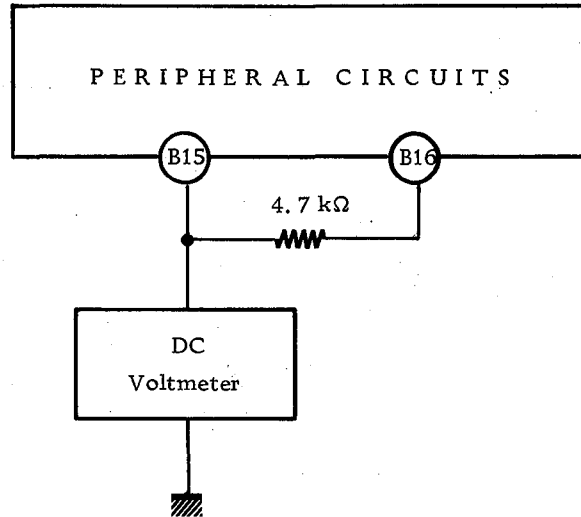 PERIPHERAL CIRCUITS
B15
B16
4.7 kΩ
DC
Voltmeter